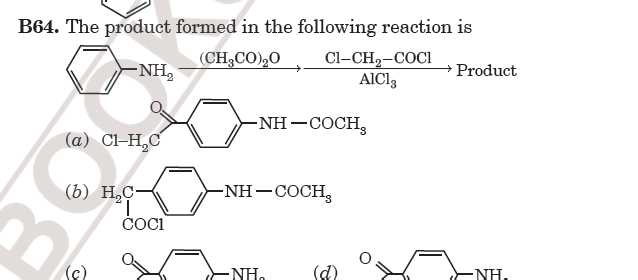 B64. The product formed in the following reaction is
NH₂ (CH₃CO)₂O Cl–CH₂–COCl AlCl₃ Product
(a) Cl–H₂C O NH–COCH₃
(b) H₂C COCl NH–COCH₃
(c) O NH₂ (d) O NH₂